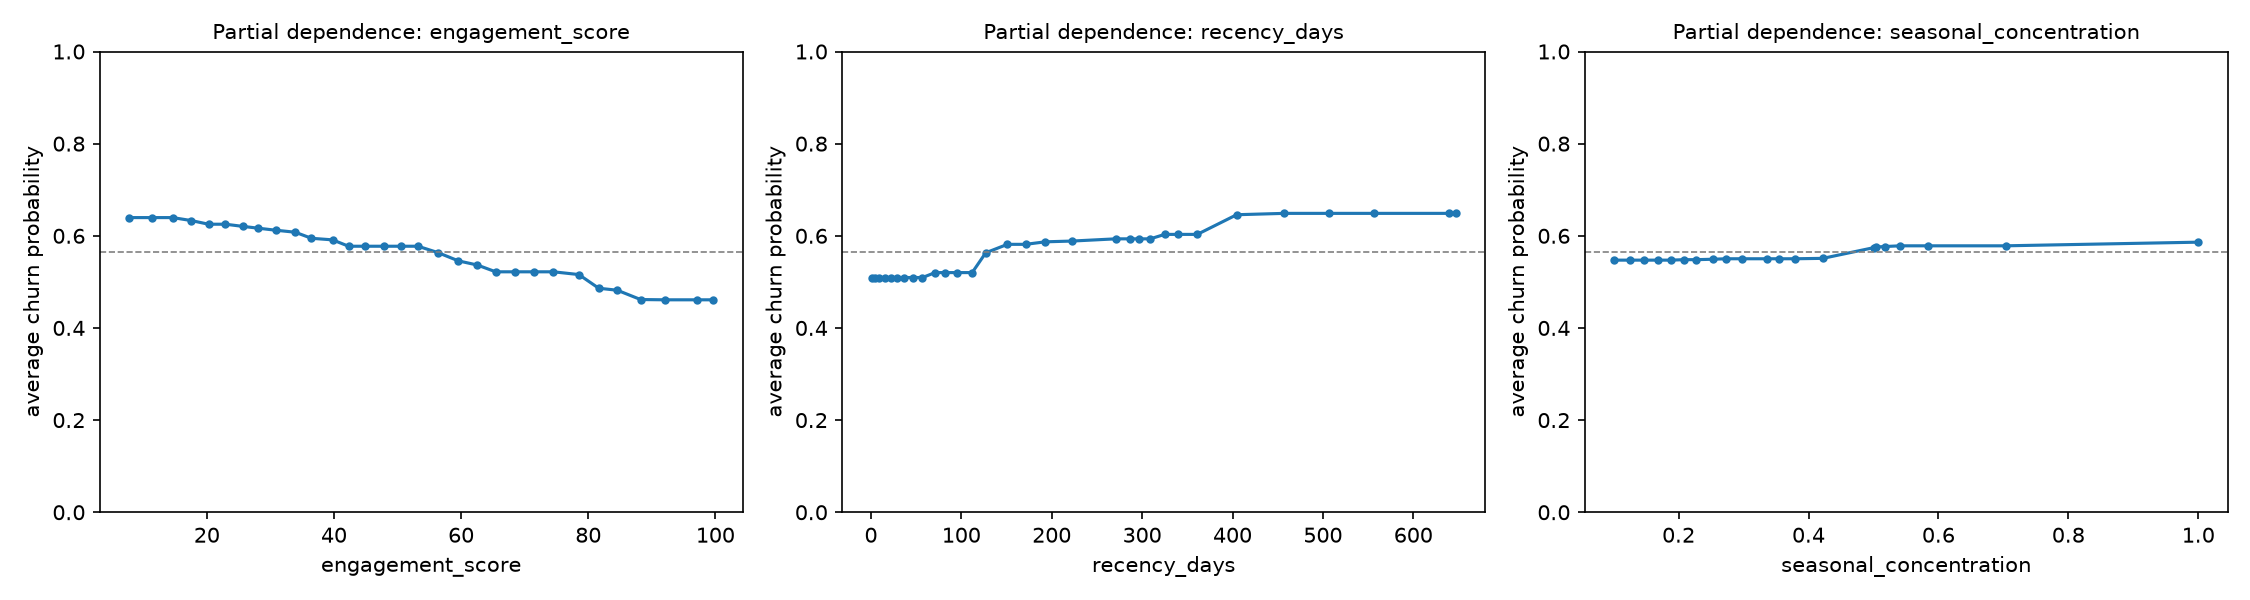 Partial dependence: engagement_score
1.0
0.8
0.6
0.4
0.2
0.0
average churn probability
20 40 60 80 100
engagement_score
Partial dependence: recency_days
1.0
0.8
0.6
0.4
0.2
0.0
average churn probability
0 100 200 300 400 500 600
recency_days
Partial dependence: seasonal_concentration
1.0
0.8
0.6
0.4
0.2
0.0
average churn probability
0.2 0.4 0.6 0.8 1.0
seasonal_concentration